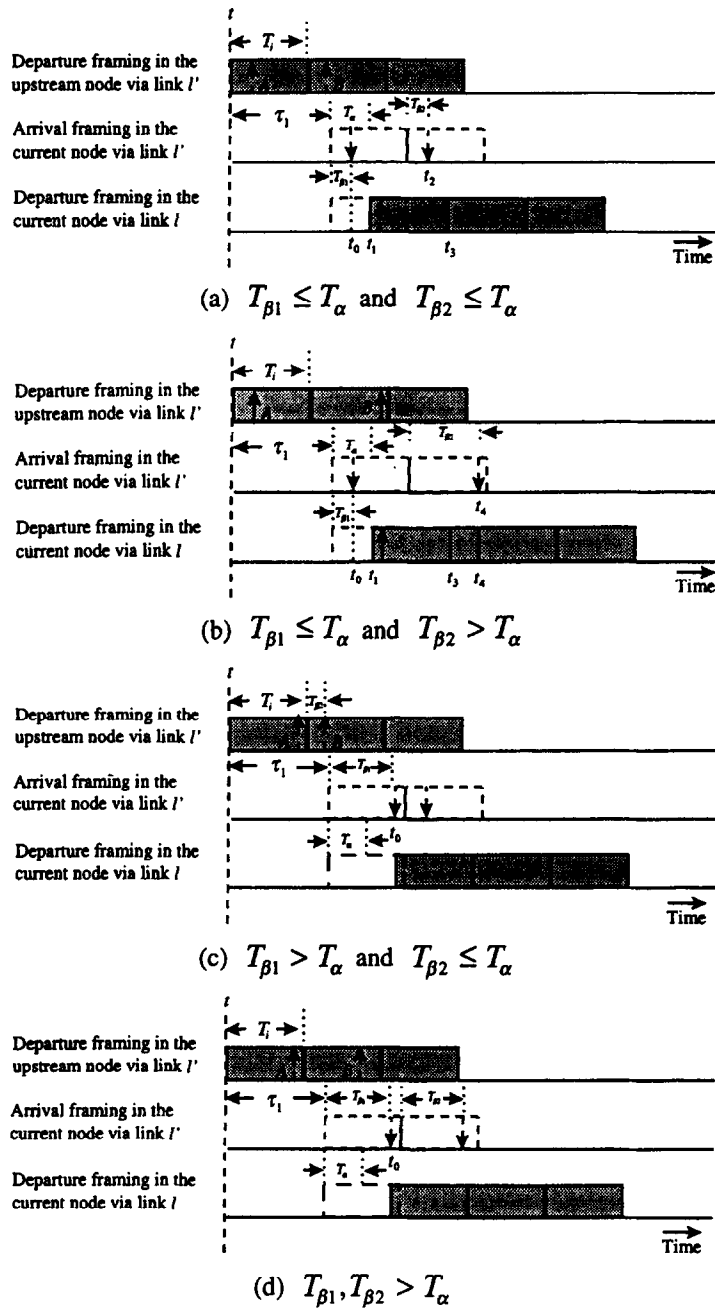 t
T_i
Departure framing in the
upstream node via link l'
τ_1
T_α
T_β2
Arrival framing in the
current node via link l'
t_2
T_β1
Departure framing in the
current node via link l
t_0 t_1 t_3
Time
(a) T_β1 ≤ T_α and T_β2 ≤ T_α
t
T_i
Departure framing in the
upstream node via link l'
A
τ_1
T_α
T_β2
Arrival framing in the
current node via link l'
t_4
T_β1
Departure framing in the
current node via link l
t_0 t_1 t_3 t_4
Time
(b) T_β1 ≤ T_α and T_β2 > T_α
t
T_i
T_β2
Departure framing in the
upstream node via link l'
τ_1
T_β1
Arrival framing in the
current node via link l'
T_α
t_0
Departure framing in the
current node via link l
Time
(c) T_β1 > T_α and T_β2 ≤ T_α
t
T_i
Departure framing in the
upstream node via link l'
τ_1
T_β1
T_β2
Arrival framing in the
current node via link l'
T_α
t_0
Departure framing in the
current node via link l
Time
(d) T_β1, T_β2 > T_α